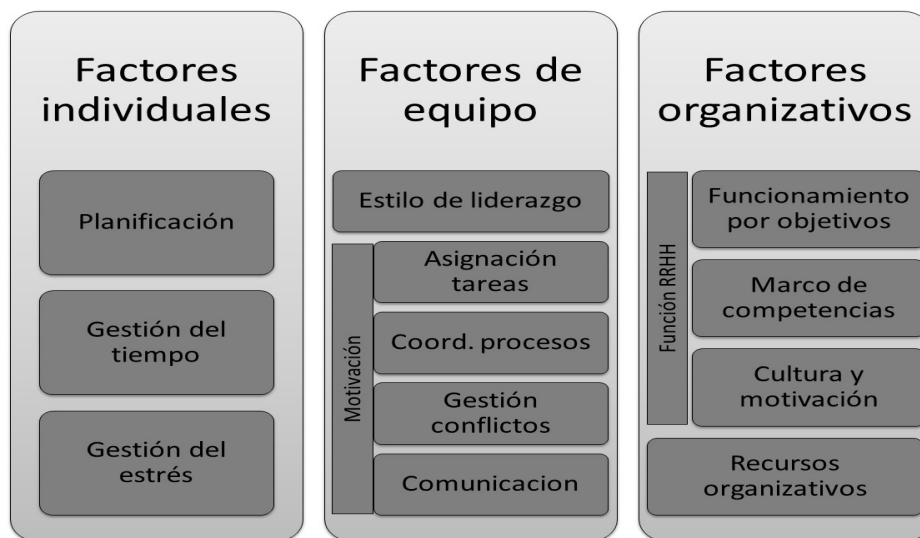 Factores
individuales
Planificación
Gestión del
tiempo
Gestión del
estrés
Factores de
equipo
Estilo de liderazgo
Motivación
Asignación
tareas
Coord. procesos
Gestión
conflictos
Comunicacion
Factores
organizativos
Función RRHH
Funcionamiento
por objetivos
Marco de
competencias
Cultura y
motivación
Recursos
organizativos